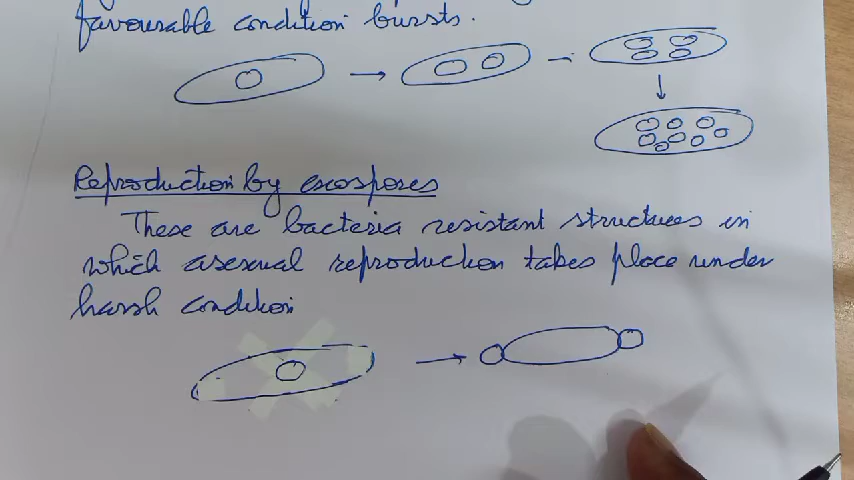 favourable condition bursts.
Reproduction by exospores
These are bacteria resistant structures in
which asexual reproduction takes place under
harsh condition